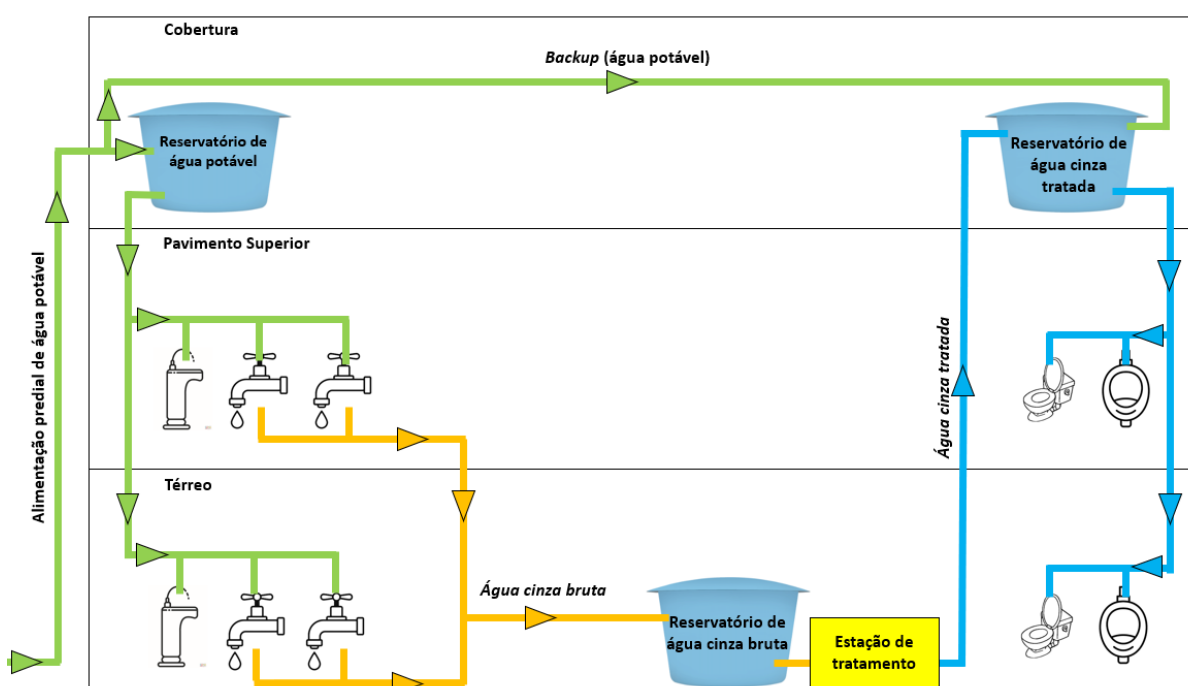 Cobertura
Backup (água potável)
Reservatório de
água potável
Reservatório de
água cinza
tratada
Pavimento Superior
Alimentação predial de água potável
Água cinza tratada
Térreo
Água cinza bruta
Reservatório de
água cinza bruta
Estação de
tratamento